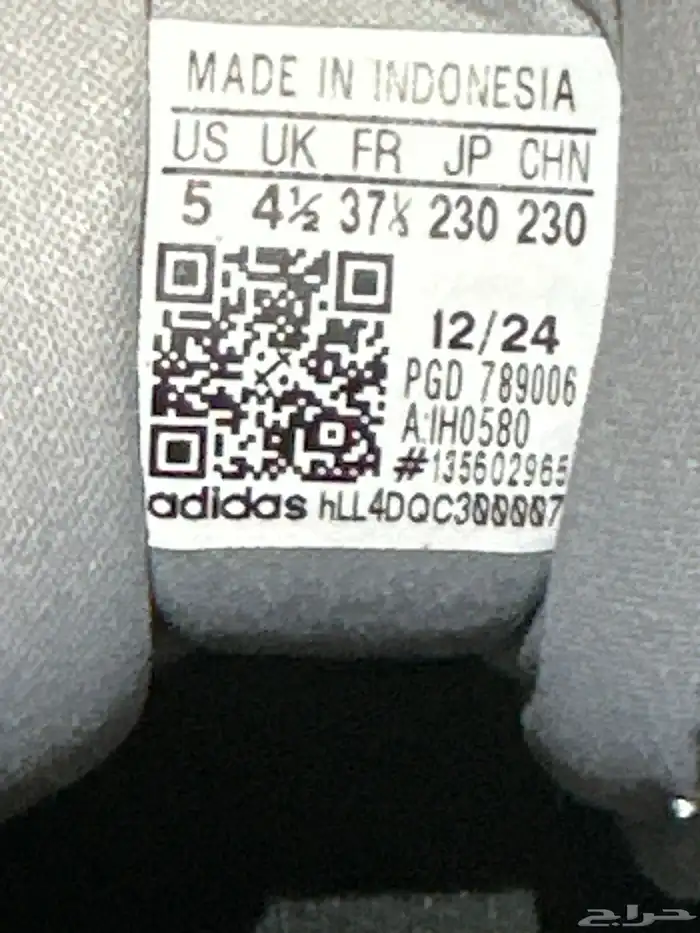 MADE IN INDONESIA
US UK FR JP CHN
5 4½ 37⅓ 230 230
12/24
PGD 789006
A:IH0580
#135602965
adidas hLL4DQC300007
حراج